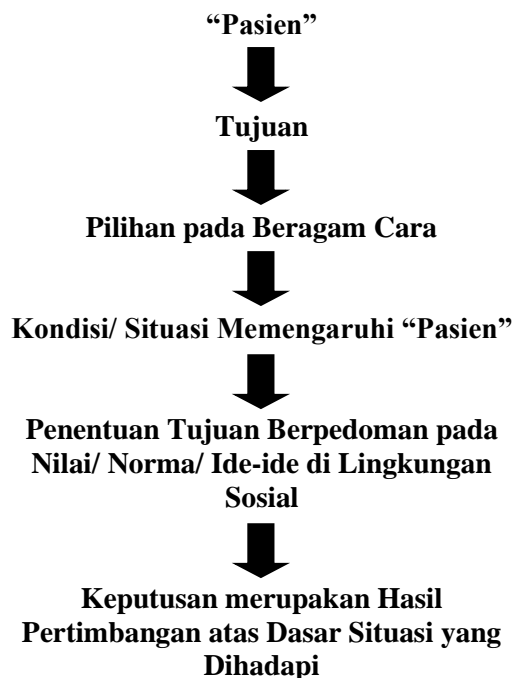 “Pasien”
Tujuan
Pilihan pada Beragam Cara
Kondisi/ Situasi Memengaruhi “Pasien”
Penentuan Tujuan Berpedoman pada
Nilai/ Norma/ Ide-ide di Lingkungan
Sosial
Keputusan merupakan Hasil
Pertimbangan atas Dasar Situasi yang
Dihadapi